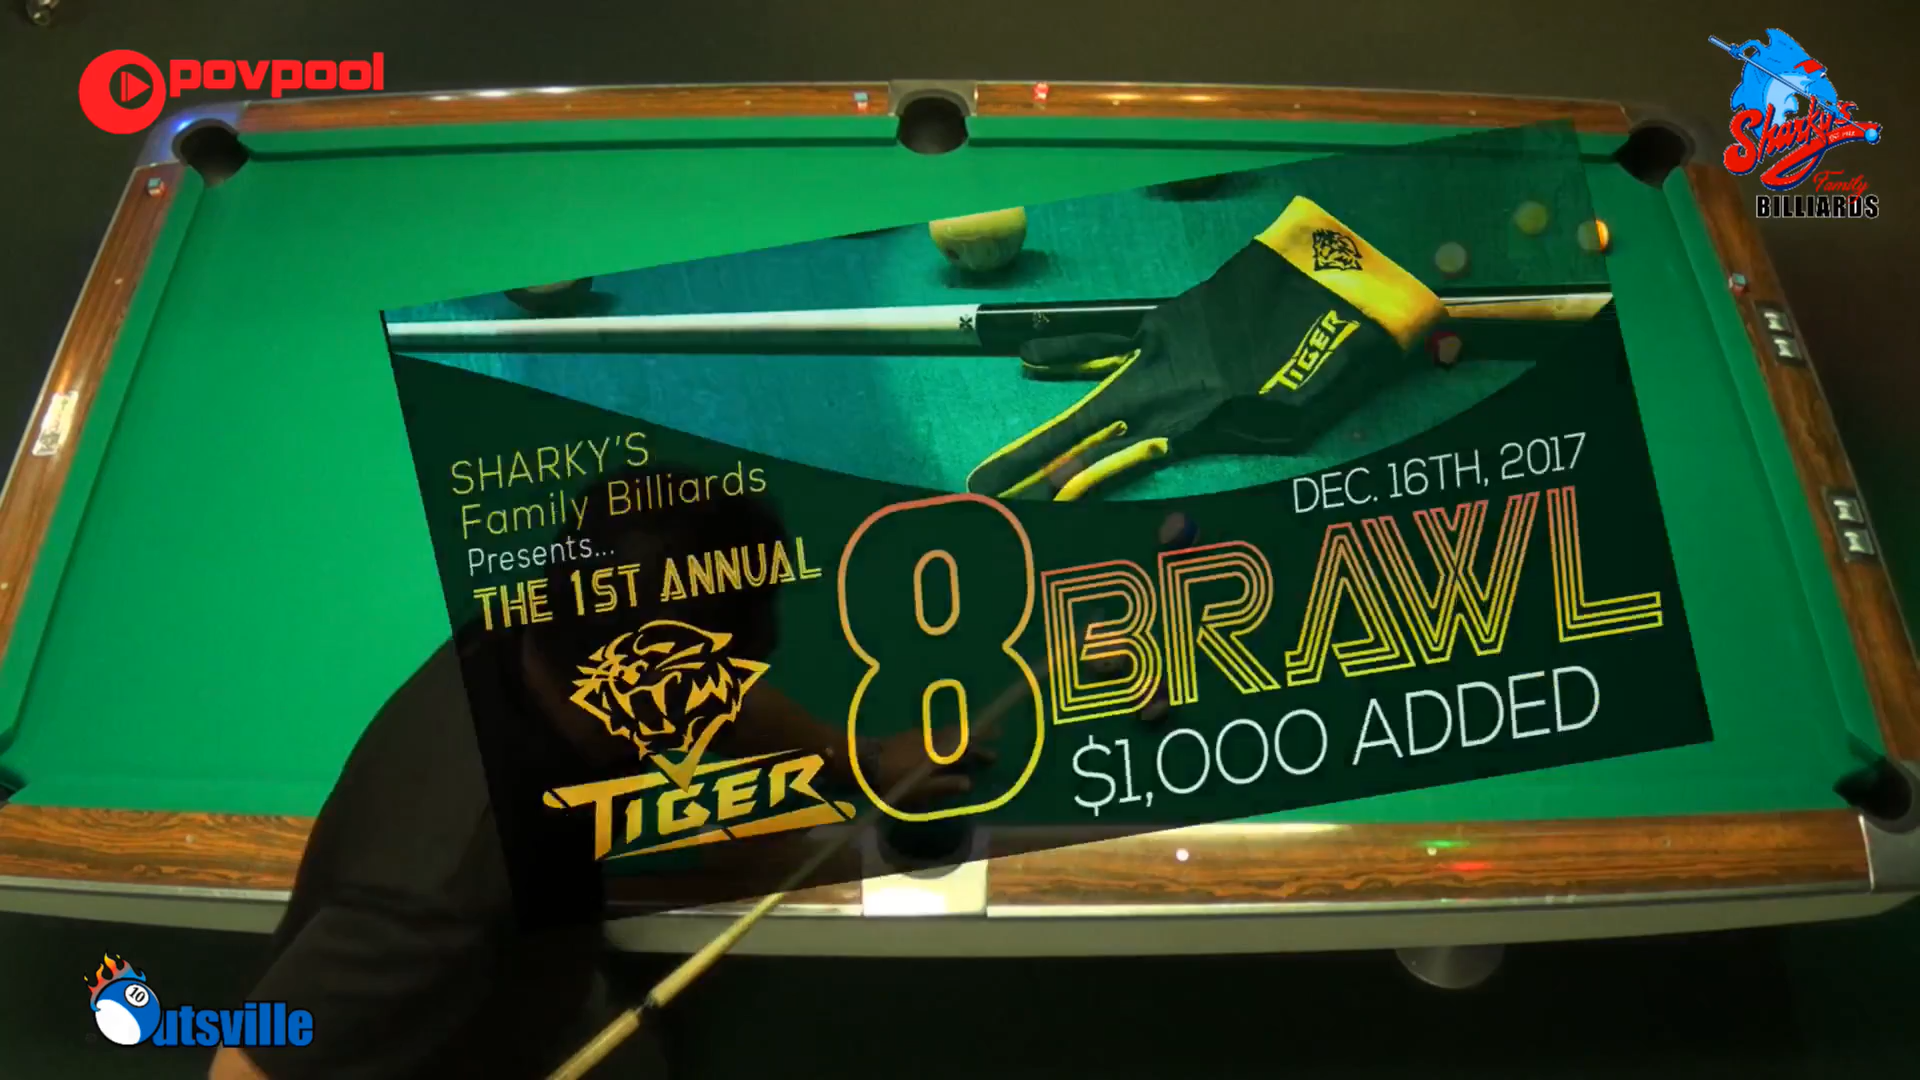 povpool
Sharky's
Family
BILLIARDS
TIGER
SHARKY'S
Family Billiards
Presents...
THE 1ST ANNUAL
TIGER
DEC. 16TH, 2017
8 BRAWL
$1,000 ADDED
10
Outsville